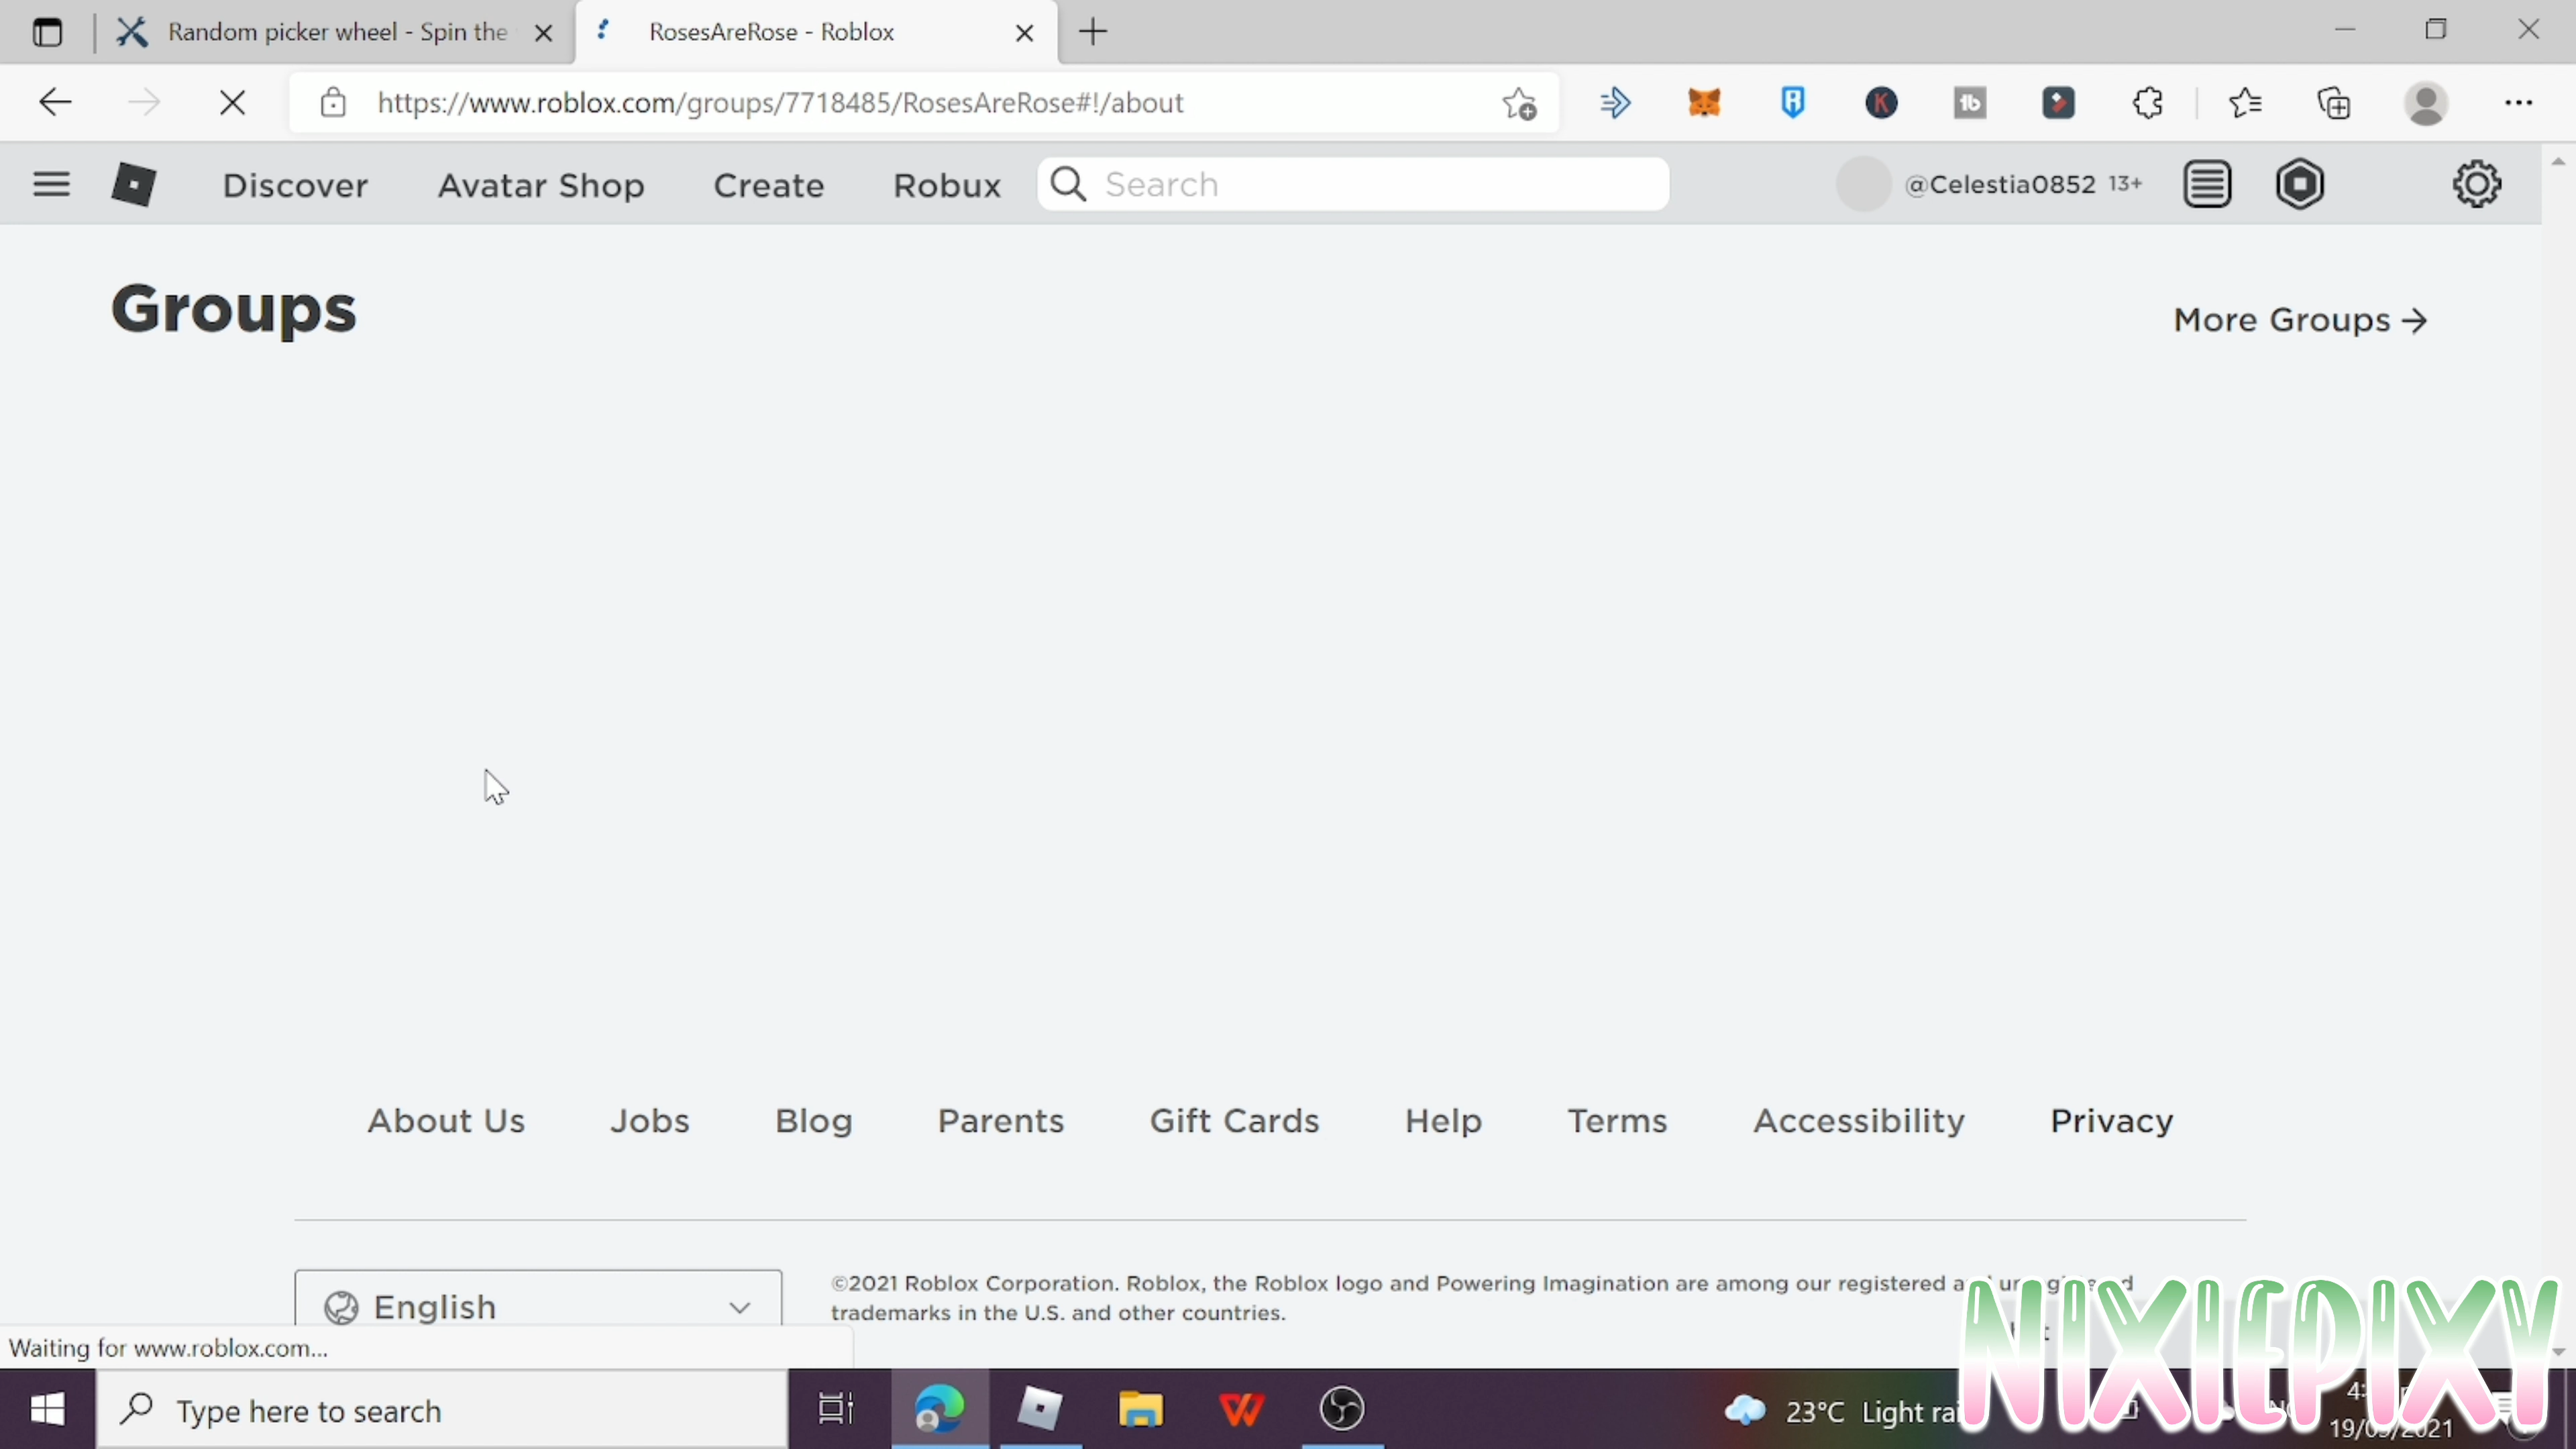 Random picker wheel - Spin the
RosesAreRose - Roblox
https://www.roblox.com/groups/7718485/RosesAreRose#!/about
Discover
Avatar Shop
Create
Robux
Search
@Celestia0852 13+
Groups
More Groups
About Us
Jobs
Blog
Parents
Gift Cards
Help
Terms
Accessibility
Privacy
English
©2021 Roblox Corporation. Roblox, the Roblox logo and Powering Imagination are among our registered
trademarks in the U.S. and other countries.
Waiting for www.roblox.com...
Type here to search
23°C Light
NIXIEPIXY